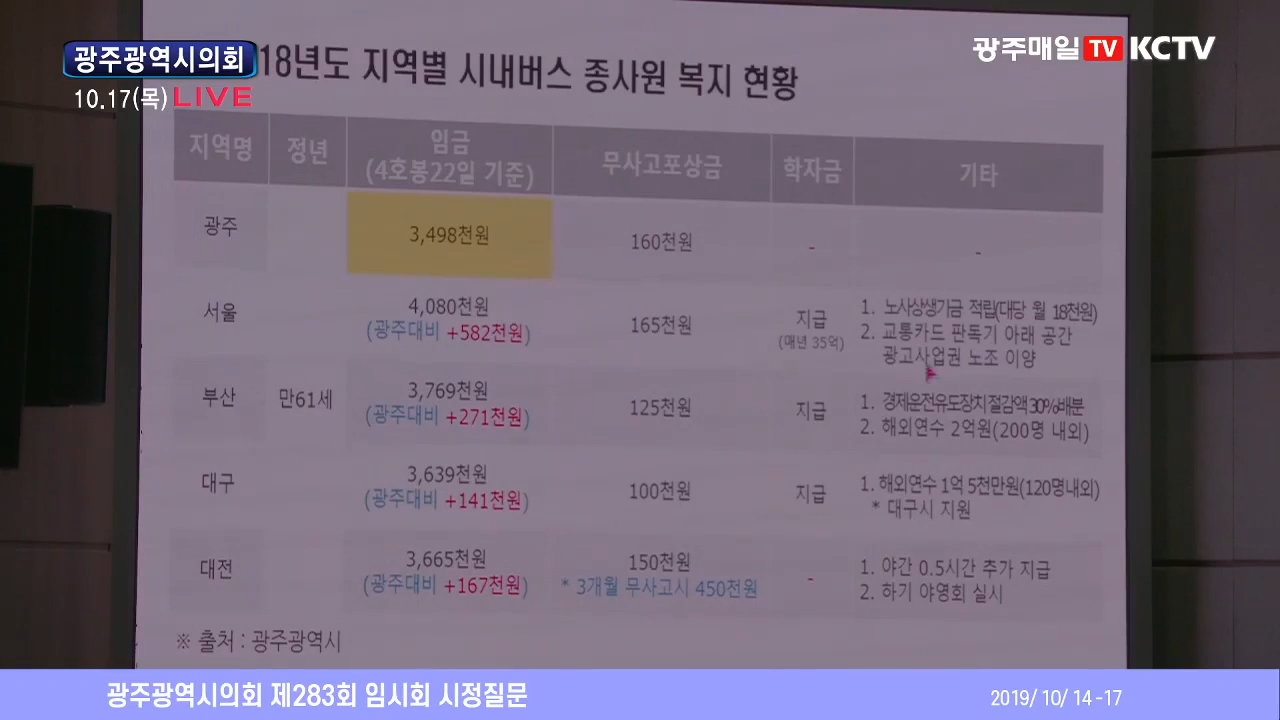 광주광역시의회
10.17(목) LIVE
광주매일 TV KCTV
18년도 지역별 시내버스 종사원 복지 현황
지역명 정년 임금 (4호봉22일 기준) 무사고포상금 학자금 기타
광주 3,498천원 160천원 - -
서울 4,080천원 (광주대비 +582천원) 165천원 지급 (매년 35억)
1. 노사상생기금 적립(대당 월 18천원)
2. 교통카드 판독기 아래 공간
광고사업권 노조 이양
부산 만61세 3,769천원 (광주대비 +271천원) 125천원 지급
1. 경제운전유도장치 절감액 30%배분
2. 해외연수 2억원(200명 내외)
대구 3,639천원 (광주대비 +141천원) 100천원 지급
1. 해외연수 1억 5천만원(120명내외)
* 대구시 지원
대전 3,665천원 (광주대비 +167천원) 150천원
* 3개월 무사고시 450천원 -
1. 야간 0.5시간 추가 지급
2. 하기 야영회 실시
※ 출처 : 광주광역시
광주광역시의회 제283회 임시회 시정질문
2019/ 10/ 14 -17